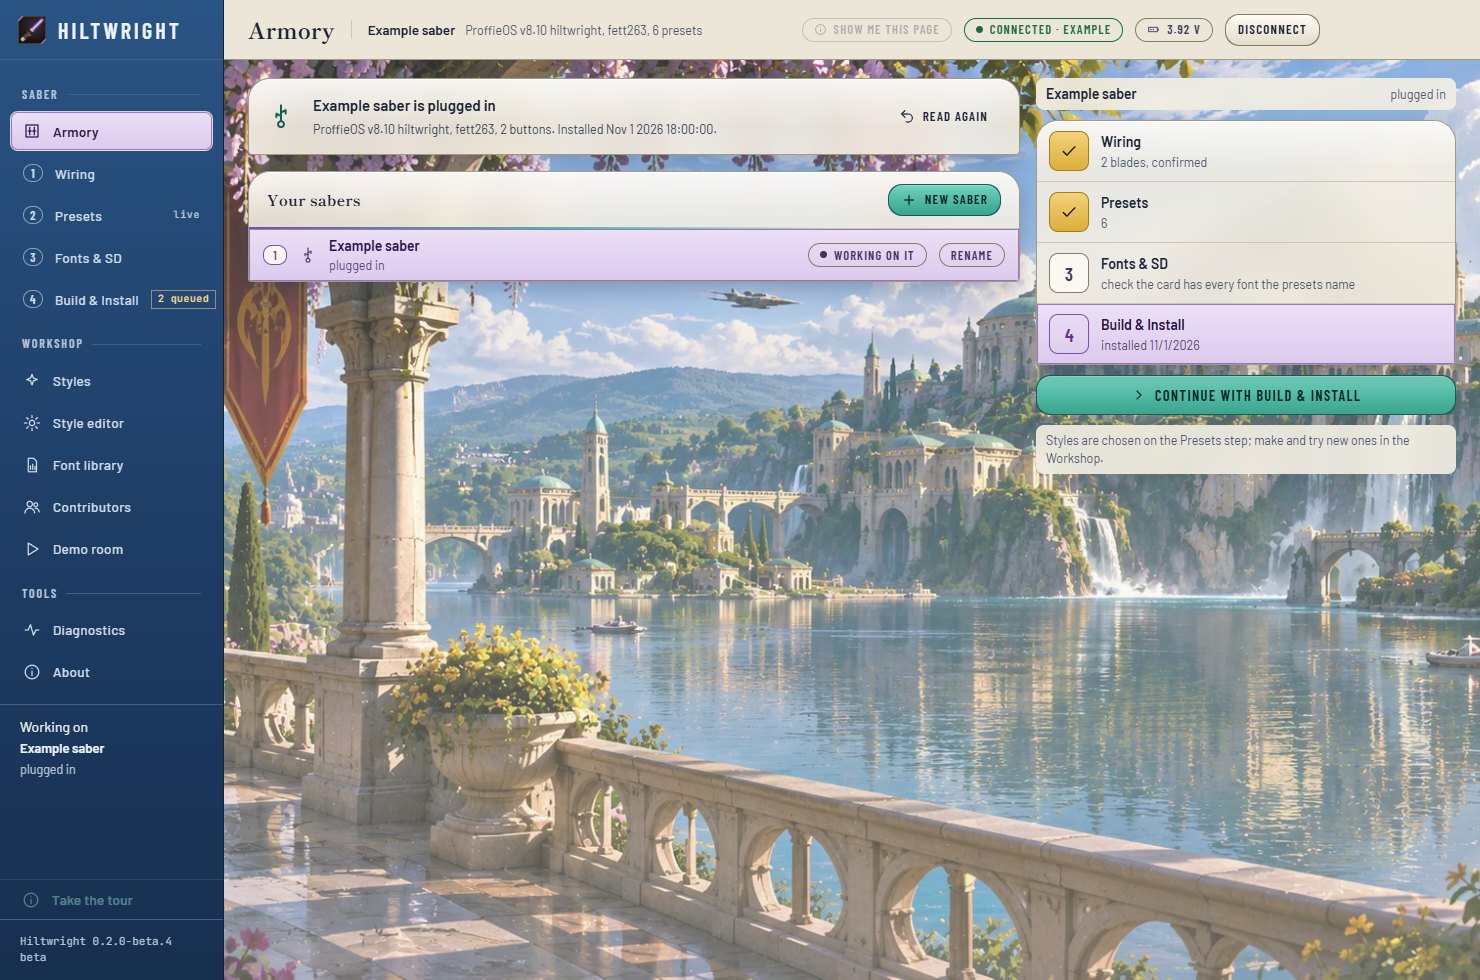 HILTWRIGHT
SABER
Armory
1 Wiring
2 Presets live
3 Fonts & SD
4 Build & Install 2 queued
WORKSHOP
Styles
Style editor
Font library
Contributors
Demo room
TOOLS
Diagnostics
About
Working on
Example saber
plugged in
Take the tour
Hiltwright 0.2.0-beta.4
beta
Armory
Example saber ProffieOS v8.10 hiltwright, fett263, 6 presets
SHOW ME THIS PAGE
CONNECTED · EXAMPLE
3.92 V
DISCONNECT
Example saber is plugged in
ProffieOS v8.10 hiltwright, fett263, 2 buttons. Installed Nov 1 2026 18:00:00.
READ AGAIN
Your sabers
NEW SABER
1
Example saber
plugged in
WORKING ON IT
RENAME
Example saber plugged in
Wiring
2 blades, confirmed
Presets
6
3
Fonts & SD
check the card has every font the presets name
4
Build & Install
installed 11/1/2026
CONTINUE WITH BUILD & INSTALL
Styles are chosen on the Presets step; make and try new ones in the
Workshop.